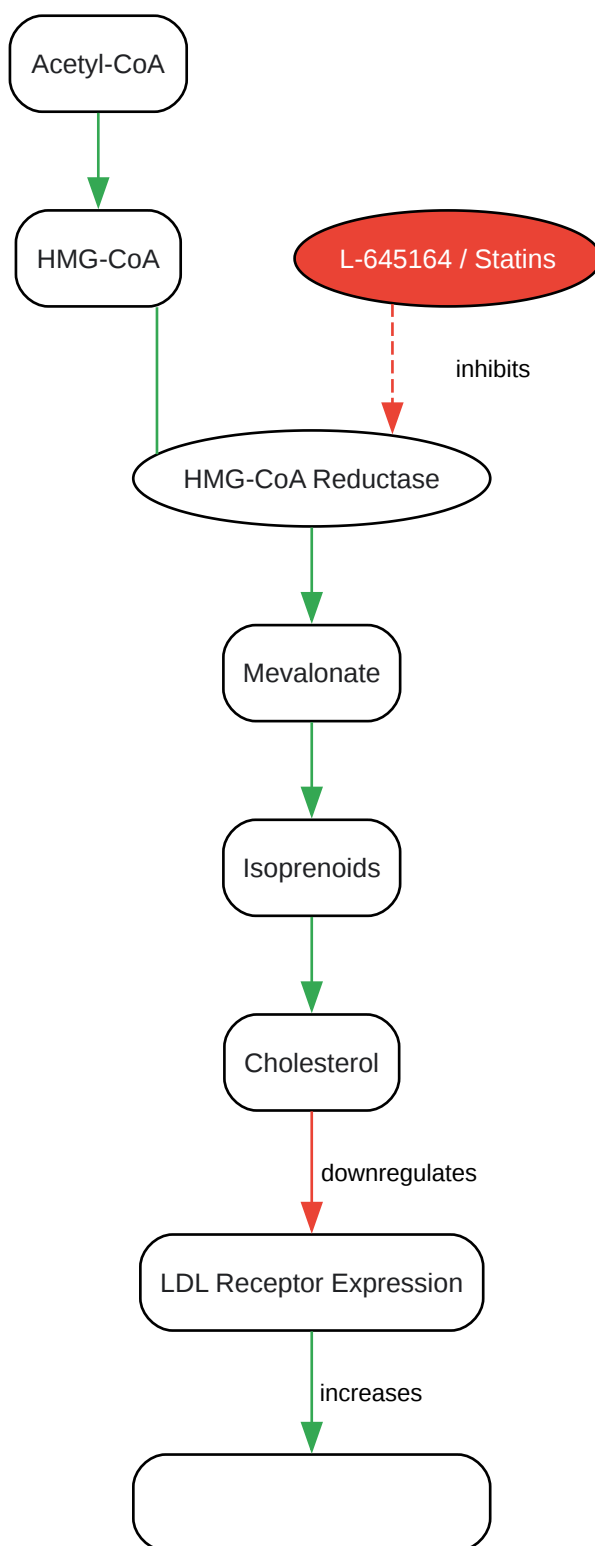 Acetyl-CoA
HMG-CoA
L-645164 / Statins
inhibits
HMG-CoA Reductase
Mevalonate
Isoprenoids
Cholesterol
downregulates
LDL Receptor Expression
increases